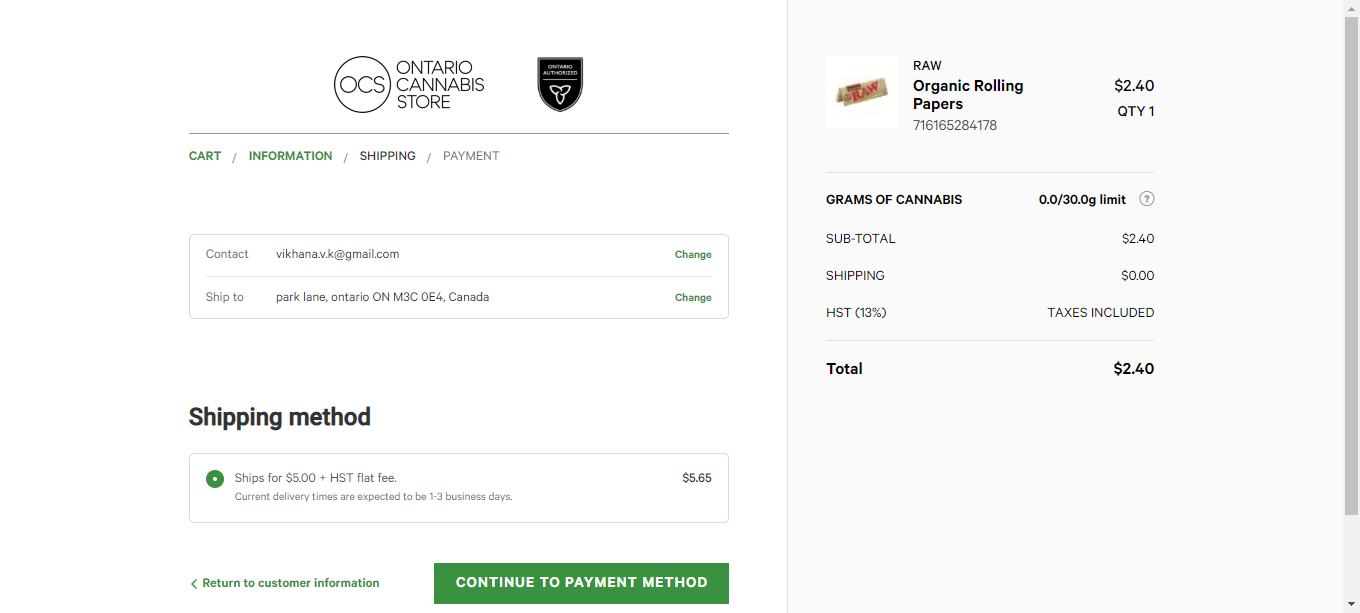 OCS
ONTARIO
CANNABIS
STORE
ONTARIO
AUTHORIZED
CART / INFORMATION / SHIPPING / PAYMENT
Contact vikhana.v.k@gmail.com Change
Ship to park lane, ontario ON M3C 0E4, Canada Change
Shipping method
Ships for $5.00 + HST flat fee. $5.65
Current delivery times are expected to be 1-3 business days.
Return to customer information
CONTINUE TO PAYMENT METHOD
RAW
RAW
Organic Rolling
Papers
716165284178
$2.40
QTY 1
GRAMS OF CANNABIS 0.0/30.0g limit ?
SUB-TOTAL $2.40
SHIPPING $0.00
HST (13%) TAXES INCLUDED
Total $2.40